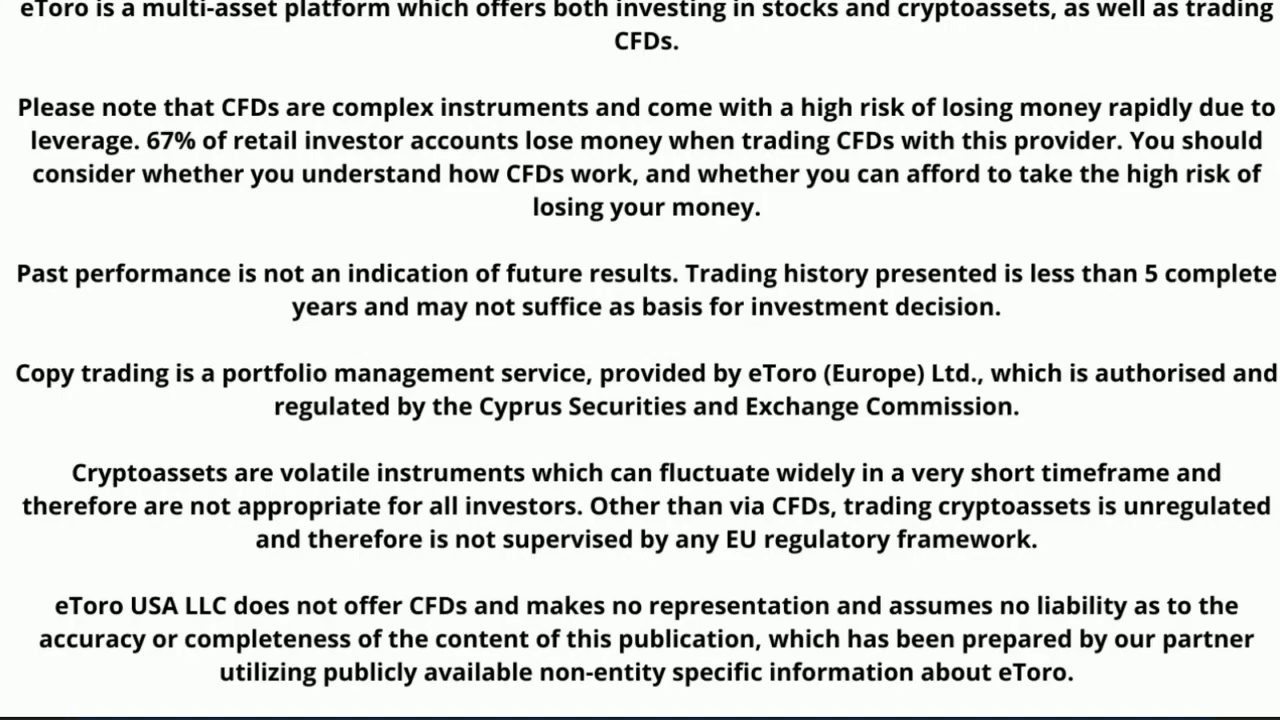 eToro is a multi-asset platform which offers both investing in stocks and cryptoassets, as well as trading
CFDs.
Please note that CFDs are complex instruments and come with a high risk of losing money rapidly due to
leverage. 67% of retail investor accounts lose money when trading CFDs with this provider. You should
consider whether you understand how CFDs work, and whether you can afford to take the high risk of
losing your money.
Past performance is not an indication of future results. Trading history presented is less than 5 complete
years and may not suffice as basis for investment decision.
Copy trading is a portfolio management service, provided by eToro (Europe) Ltd., which is authorised and
regulated by the Cyprus Securities and Exchange Commission.
Cryptoassets are volatile instruments which can fluctuate widely in a very short timeframe and
therefore are not appropriate for all investors. Other than via CFDs, trading cryptoassets is unregulated
and therefore is not supervised by any EU regulatory framework.
eToro USA LLC does not offer CFDs and makes no representation and assumes no liability as to the
accuracy or completeness of the content of this publication, which has been prepared by our partner
utilizing publicly available non-entity specific information about eToro.